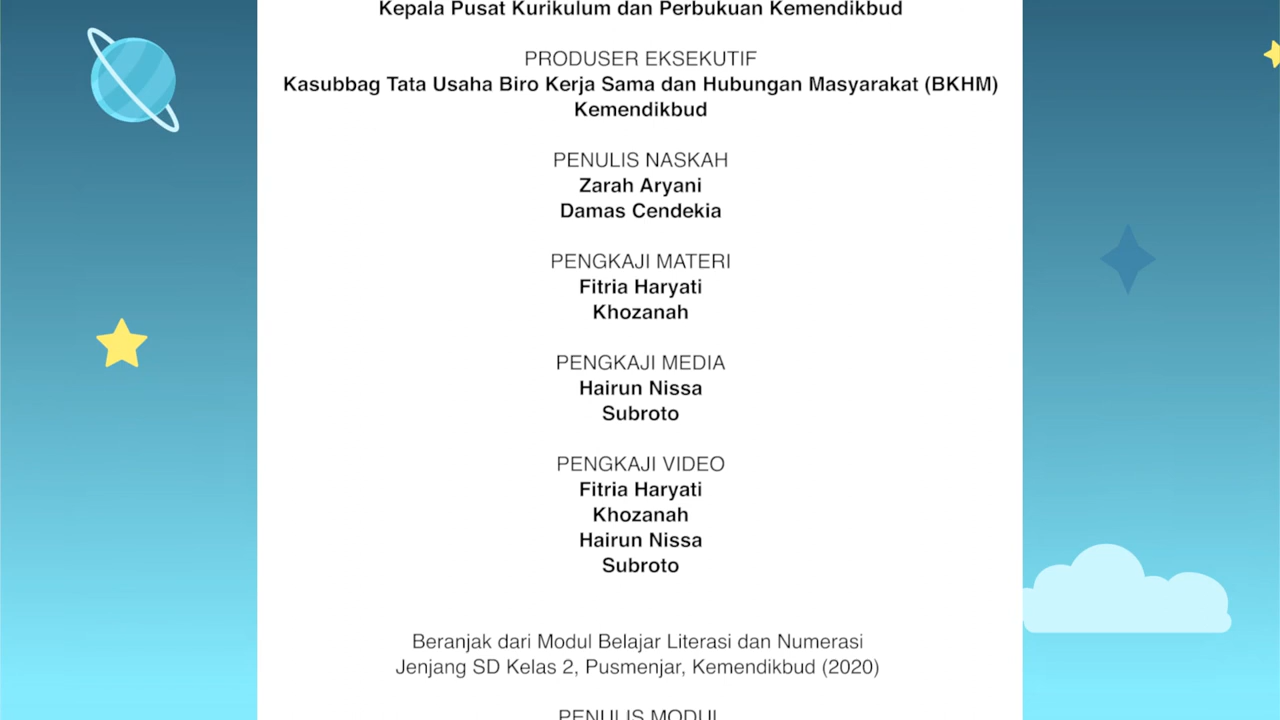 Kepala Pusat Kurikulum dan Perbukuan Kemendikbud
PRODUSER EKSEKUTIF
Kasubbag Tata Usaha Biro Kerja Sama dan Hubungan Masyarakat (BKHM)
Kemendikbud
PENULIS NASKAH
Zarah Aryani
Damas Cendekia
PENGKAJI MATERI
Fitria Haryati
Khozanah
PENGKAJI MEDIA
Hairun Nissa
Subroto
PENGKAJI VIDEO
Fitria Haryati
Khozanah
Hairun Nissa
Subroto
Beranjak dari Modul Belajar Literasi dan Numerasi
Jenjang SD Kelas 2, Pusmenjar, Kemendikbud (2020)
PENULIS MODUL